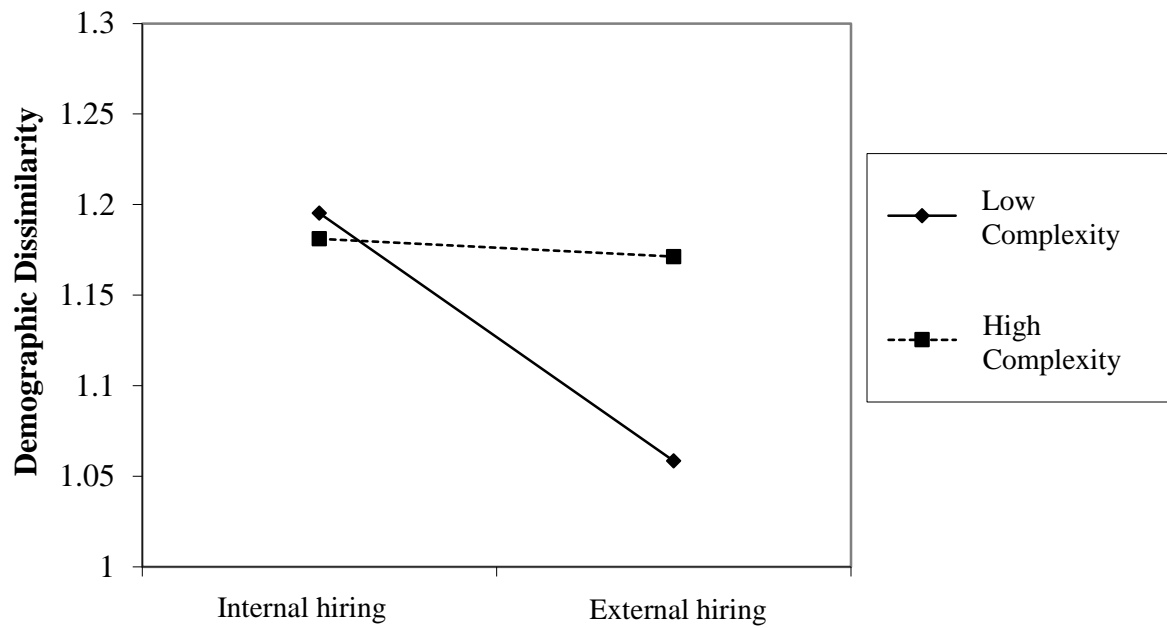 1.3
1.25
1.2
1.15
1.1
1.05
1
Demographic Dissimilarity
Internal hiring
External hiring
Low
Complexity
High
Complexity